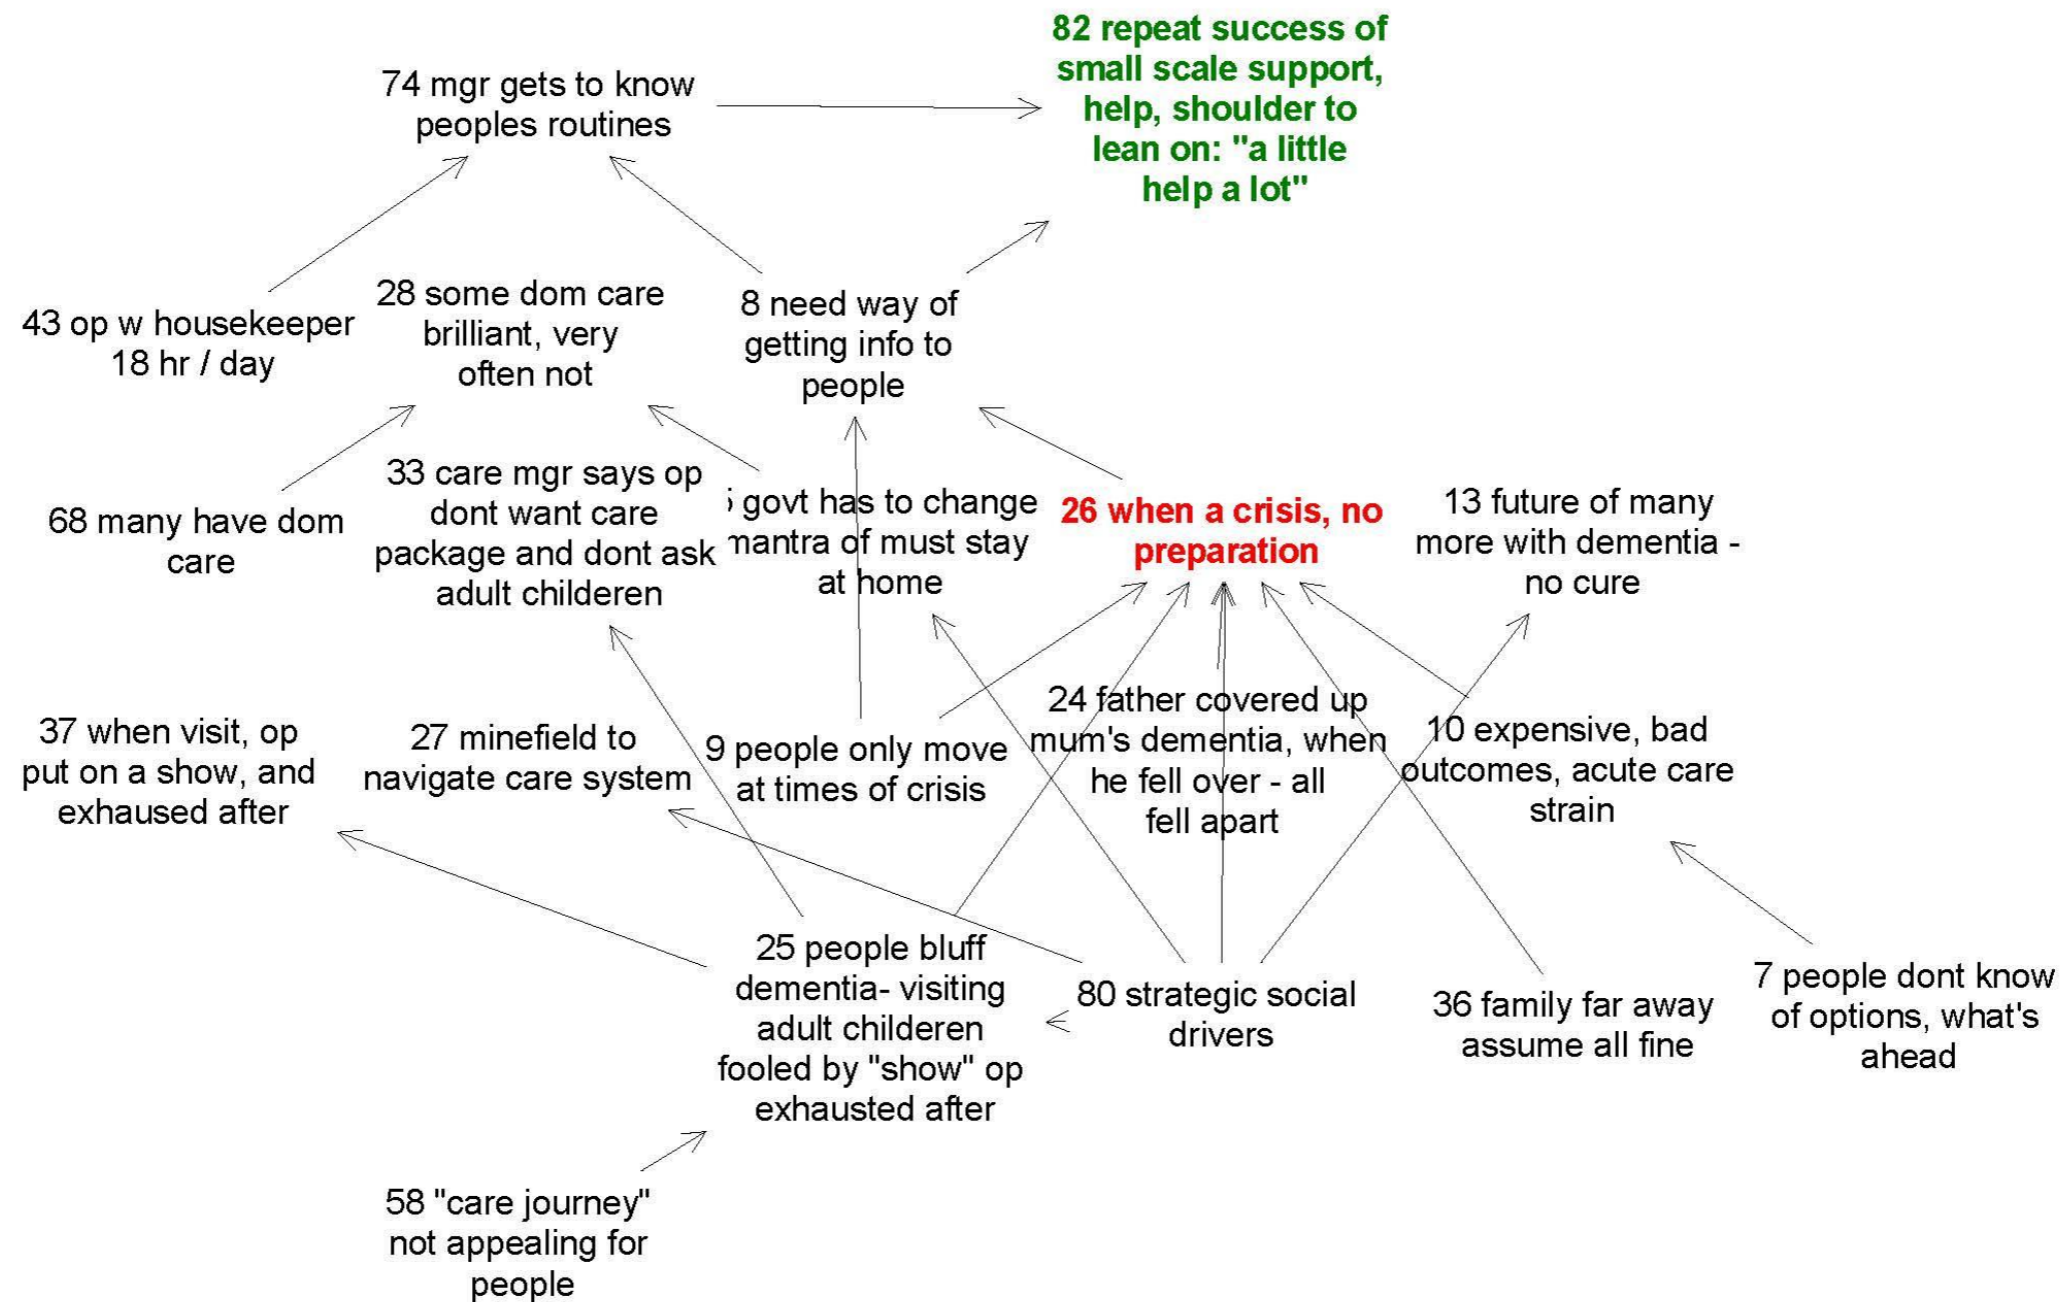 82 repeat success of
small scale support,
help, shoulder to
lean on: "a little
help a lot"
74 mgr gets to know
peoples routines
43 op w housekeeper
18 hr / day
28 some dom care
brilliant, very
often not
8 need way of
getting info to
people
68 many have dom
care
33 care mgr says op
dont want care
package and dont ask
adult childeren
govt has to change
mantra of must stay
at home
26 when a crisis, no
preparation
13 future of many
more with dementia -
no cure
37 when visit, op
put on a show, and
exhaused after
27 minefield to
navigate care system
9 people only move
at times of crisis
24 father covered up
mum's dementia, when
he fell over - all
fell apart
10 expensive, bad
outcomes, acute care
strain
25 people bluff
dementia- visiting
adult childeren
fooled by "show" op
exhausted after
80 strategic social
drivers
36 family far away
assume all fine
7 people dont know
of options, what's
ahead
58 "care journey"
not appealing for
people